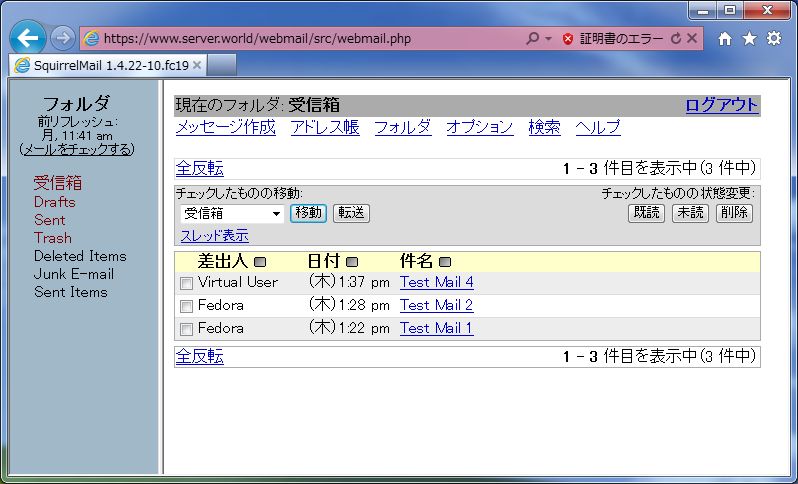 https://www.server.world/webmail/src/webmail.php 証明書のエラー
SquirrelMail 1.4.22-10.fc19
フォルダ
前リフレッシュ:
月, 11:41 am
(メールをチェックする)
受信箱
Drafts
Sent
Trash
Deleted Items
Junk E-mail
Sent Items
現在のフォルダ: 受信箱 ログアウト
メッセージ作成 アドレス帳 フォルダ オプション 検索 ヘルプ
全反転 1 - 3 件目を表示中(3 件中)
チェックしたものの移動: チェックしたものの状態変更:
受信箱 移動 転送 既読 未読 削除
スレッド表示
差出人 日付 件名
Virtual User (木)1:37 pm Test Mail 4
Fedora (木)1:28 pm Test Mail 2
Fedora (木)1:22 pm Test Mail 1
全反転 1 - 3 件目を表示中(3 件中)